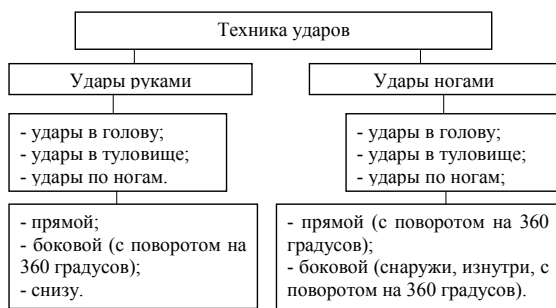 Техника ударов
Удары руками
Удары ногами
- удары в голову;
- удары в туловище;
- удары по ногам.
- удары в голову;
- удары в туловище;
- удары по ногам;
- прямой;
- боковой (с поворотом на
360 градусов);
- снизу.
- прямой (с поворотом на 360
градусов);
- боковой (снаружи, изнутри, с
поворотом на 360 градусов).